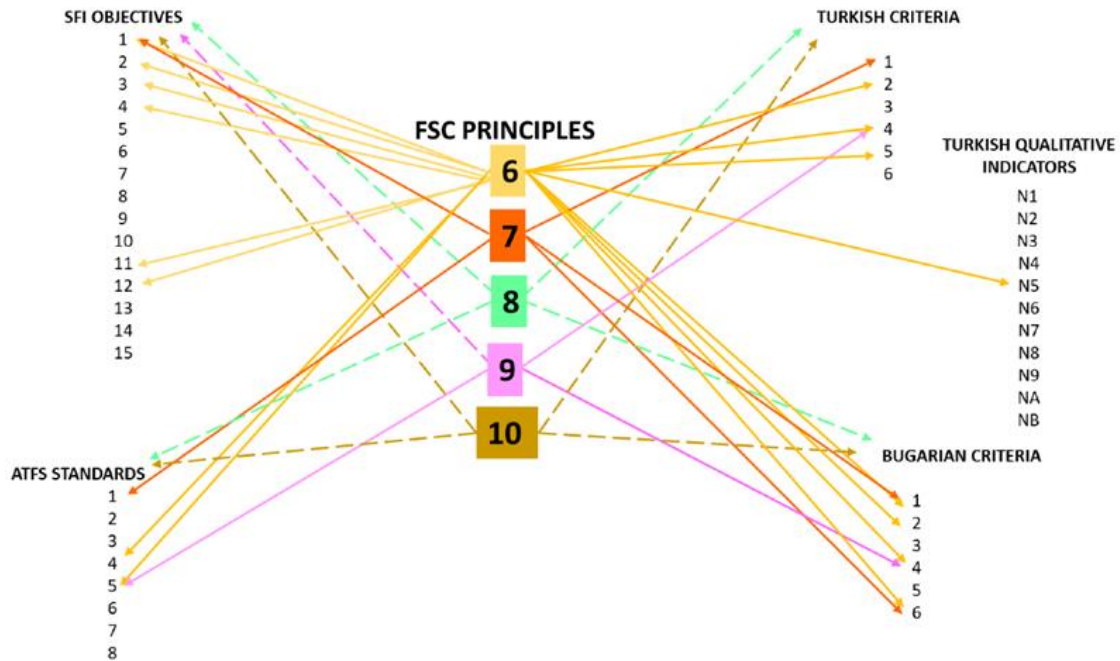 SFI OBJECTIVES
1
2
3
4
5
6
7
8
9
10
11
12
13
14
15
FSC PRINCIPLES
6
7
8
9
10
TURKISH CRITERIA
1
2
3
4
5
6
TURKISH QUALITATIVE
INDICATORS
N1
N2
N3
N4
N5
N6
N7
N8
N9
NA
NB
ATFS STANDARDS
1
2
3
4
5
6
7
8
BUGARIAN CRITERIA
1
2
3
4
5
6